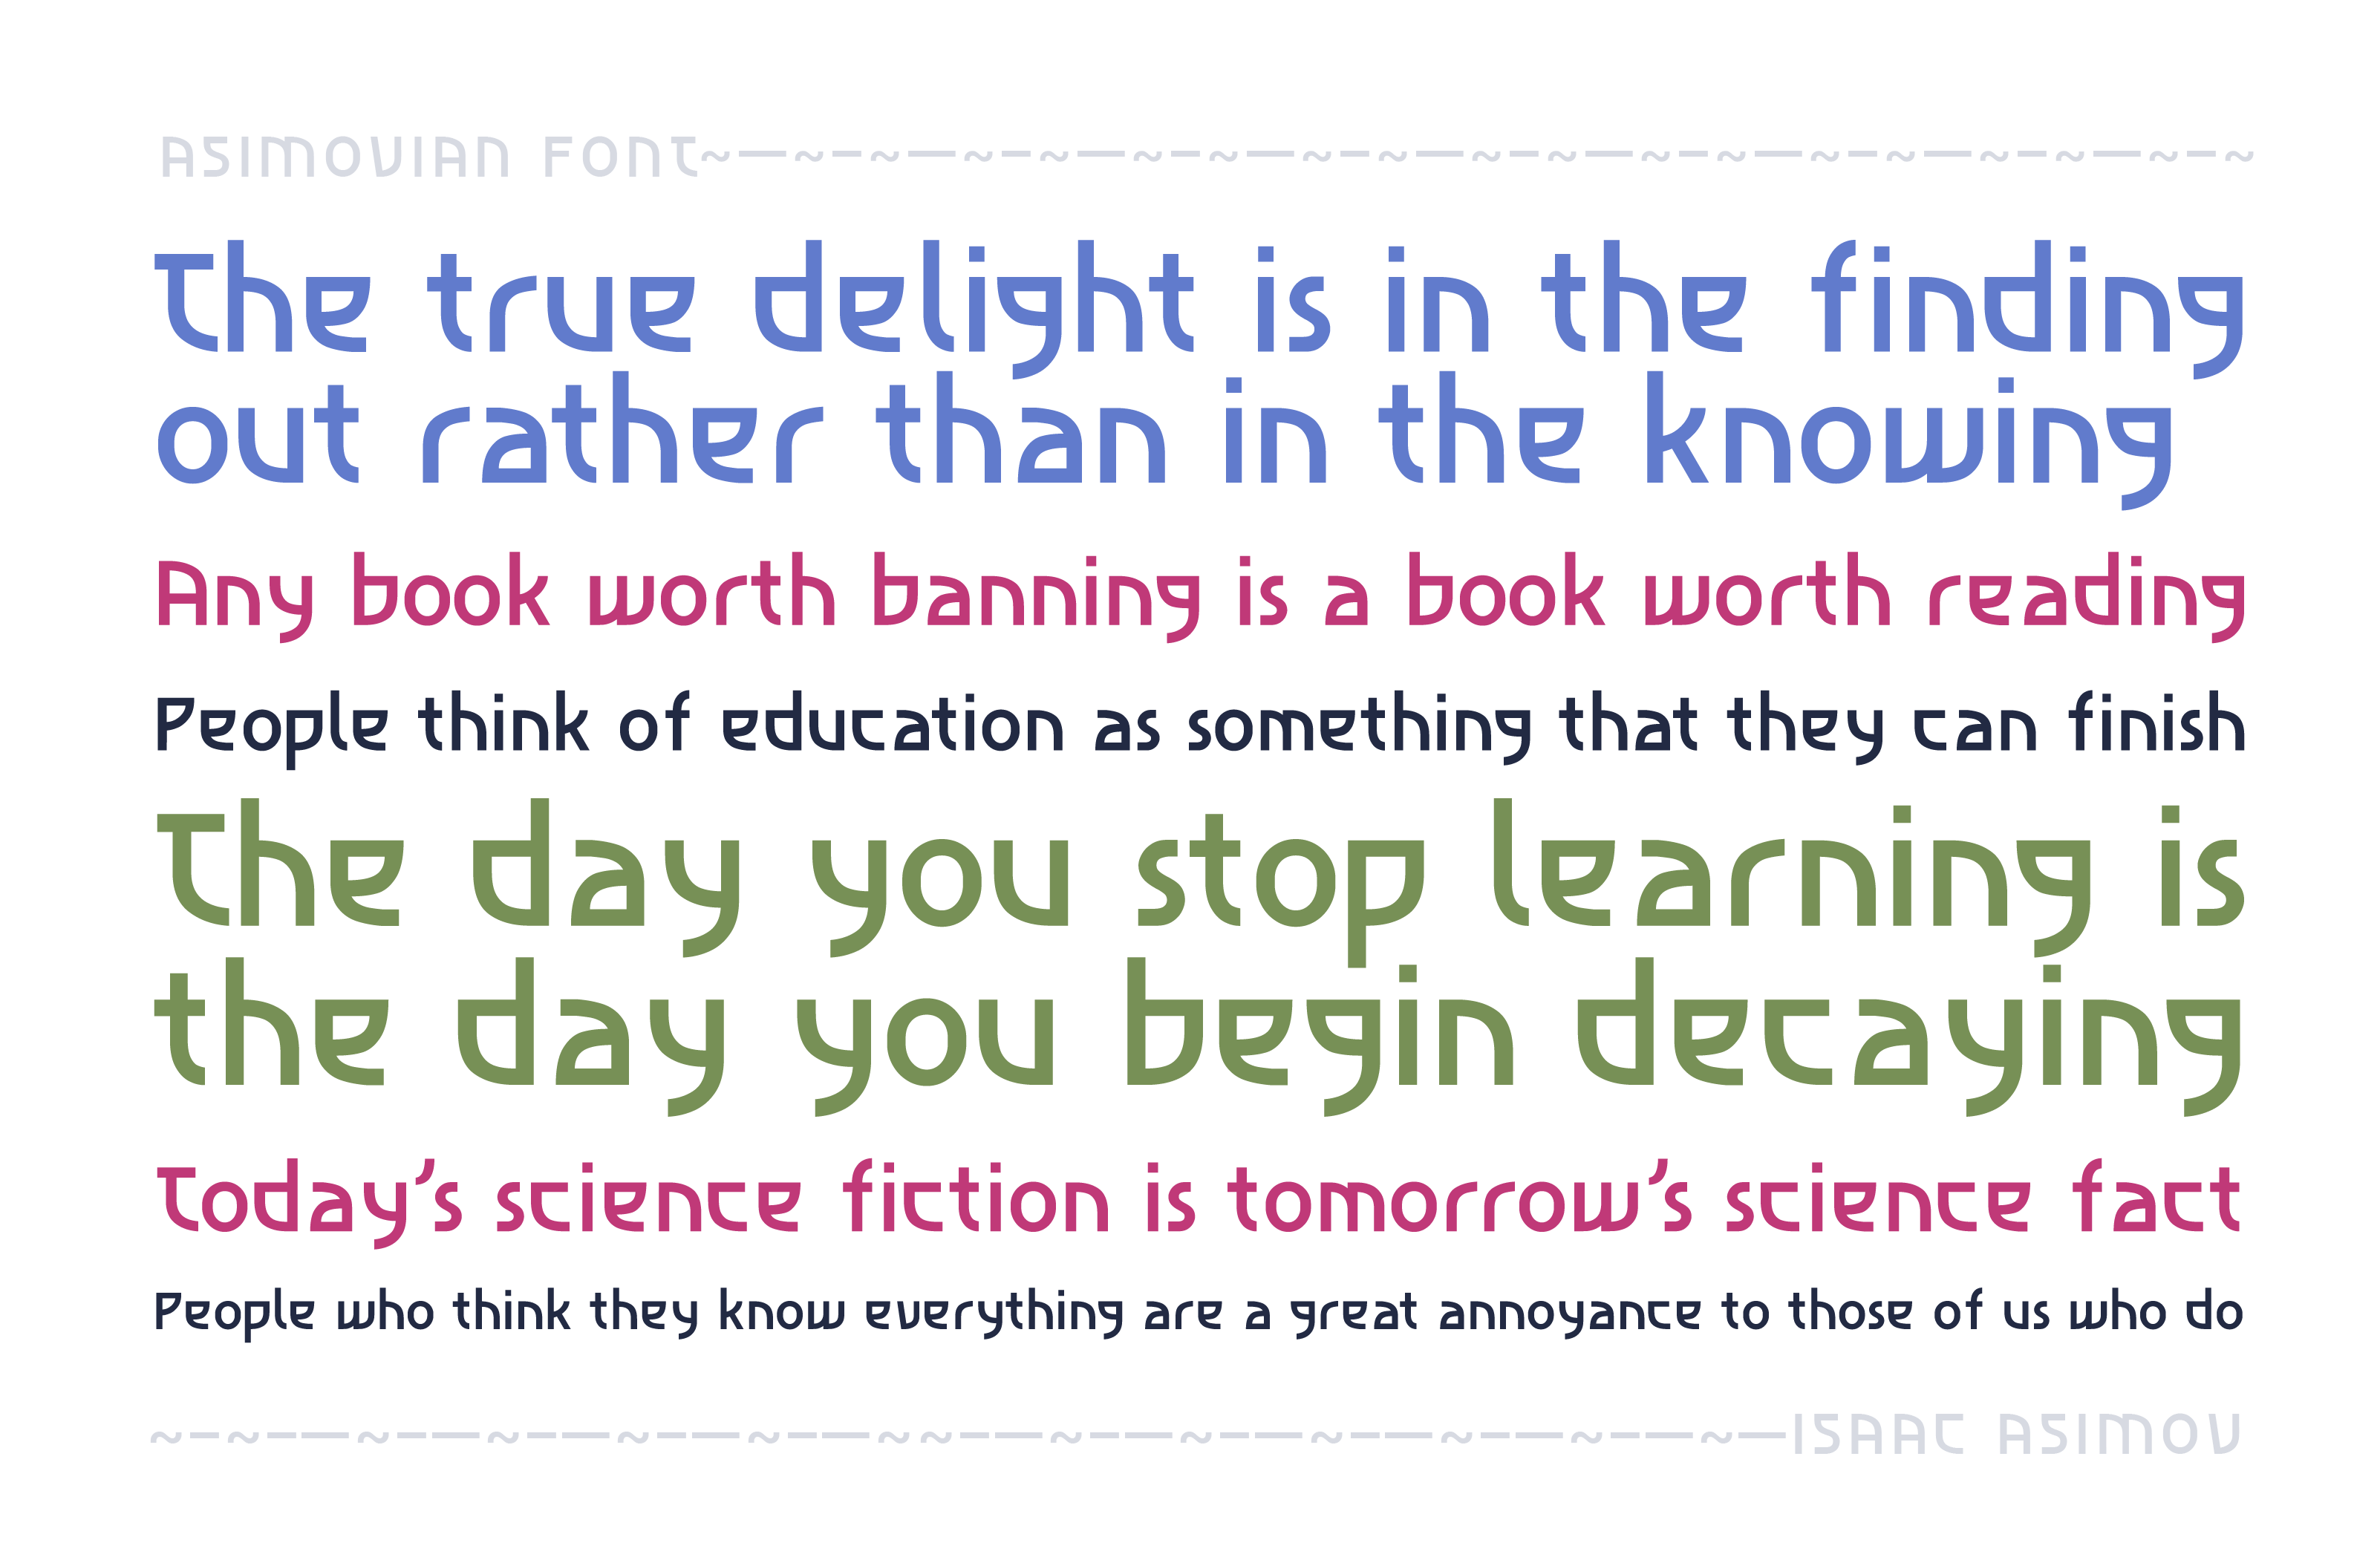 ASIMOVIAN FONT~—~-~—~-~—~-~—~-~—~-~—~-~—~-~—~-~—~-~
The true delight is in the finding
out rather than in the knowing
Any book worth banning is a book worth reading
People think of education as something that they can finish
The day you stop learning is
the day you begin decaying
Today’s science fiction is tomorrow’s science fact
People who think they know everything are a great annoyance to those of us who do
~-~-—~-—~-—~-—~-—~~-—~-—~-—~-—~-—~-—~—ISAAC ASIMOV